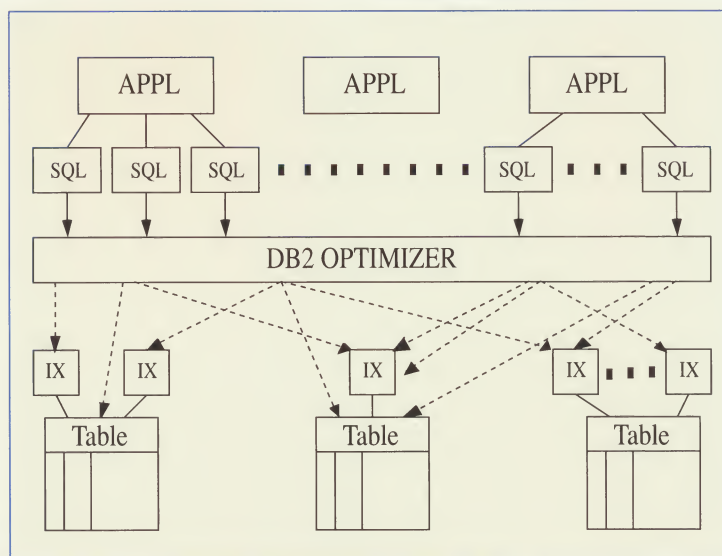 APPL APPL APPL
SQL SQL SQL SQL SQL
DB2 OPTIMIZER
IX IX IX IX IX
Table Table Table